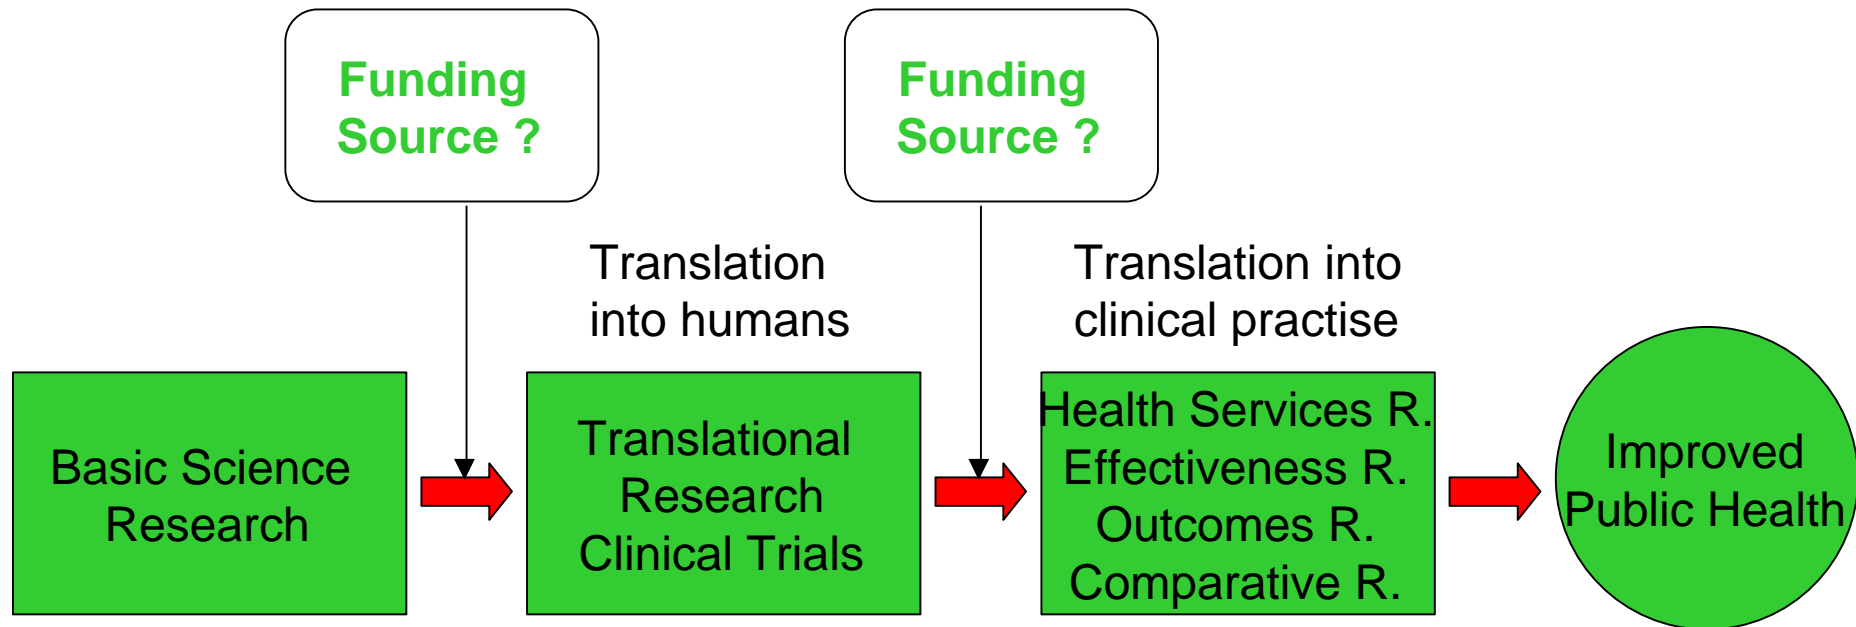 Funding
Source ?
Funding
Source ?
Translation
into humans
Translation into
clinical practise
Basic Science
Research
Translational
Research
Clinical Trials
Health Services R.
Effectiveness R.
Outcomes R.
Comparative R.
Improved
Public Health